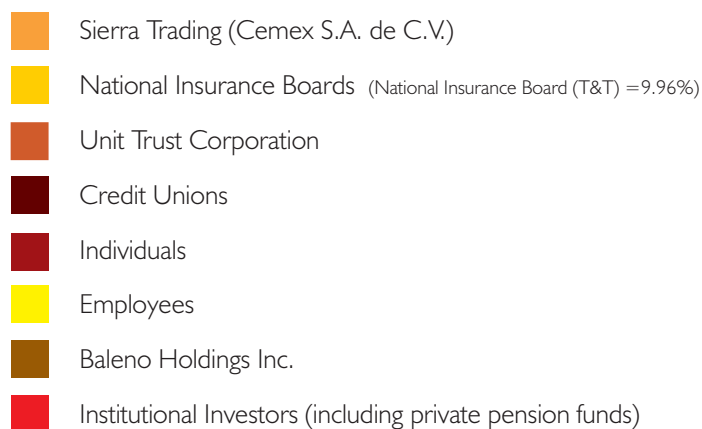 Sierra Trading (Cemex S.A. de C.V.)
National Insurance Boards (National Insurance Board (T&T) =9.96%)
Unit Trust Corporation
Credit Unions
Individuals
Employees
Baleno Holdings Inc.
Institutional Investors (including private pension funds)